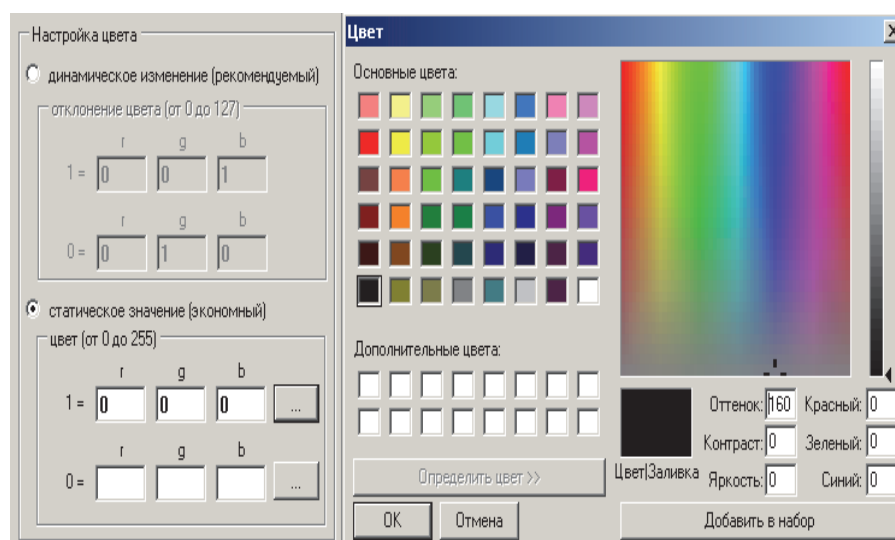 Настройка цвета
динамическое изменение (рекомендуемый)
отклонение цвета (от 0 до 127)
r g b
1 = 0 0 1
0 = 0 1 0
статическое значение (экономный)
цвет (от 0 до 255)
r g b
1 = 0 0 0 ...
r g b
0 = ...
Цвет
Основные цвета:
Дополнительные цвета:
Определить цвет >>
OK Отмена
Цвет|Заливка
Оттенок: 160 Красный: 0
Контраст: 0 Зеленый: 0
Яркость: 0 Синий: 0
Добавить в набор